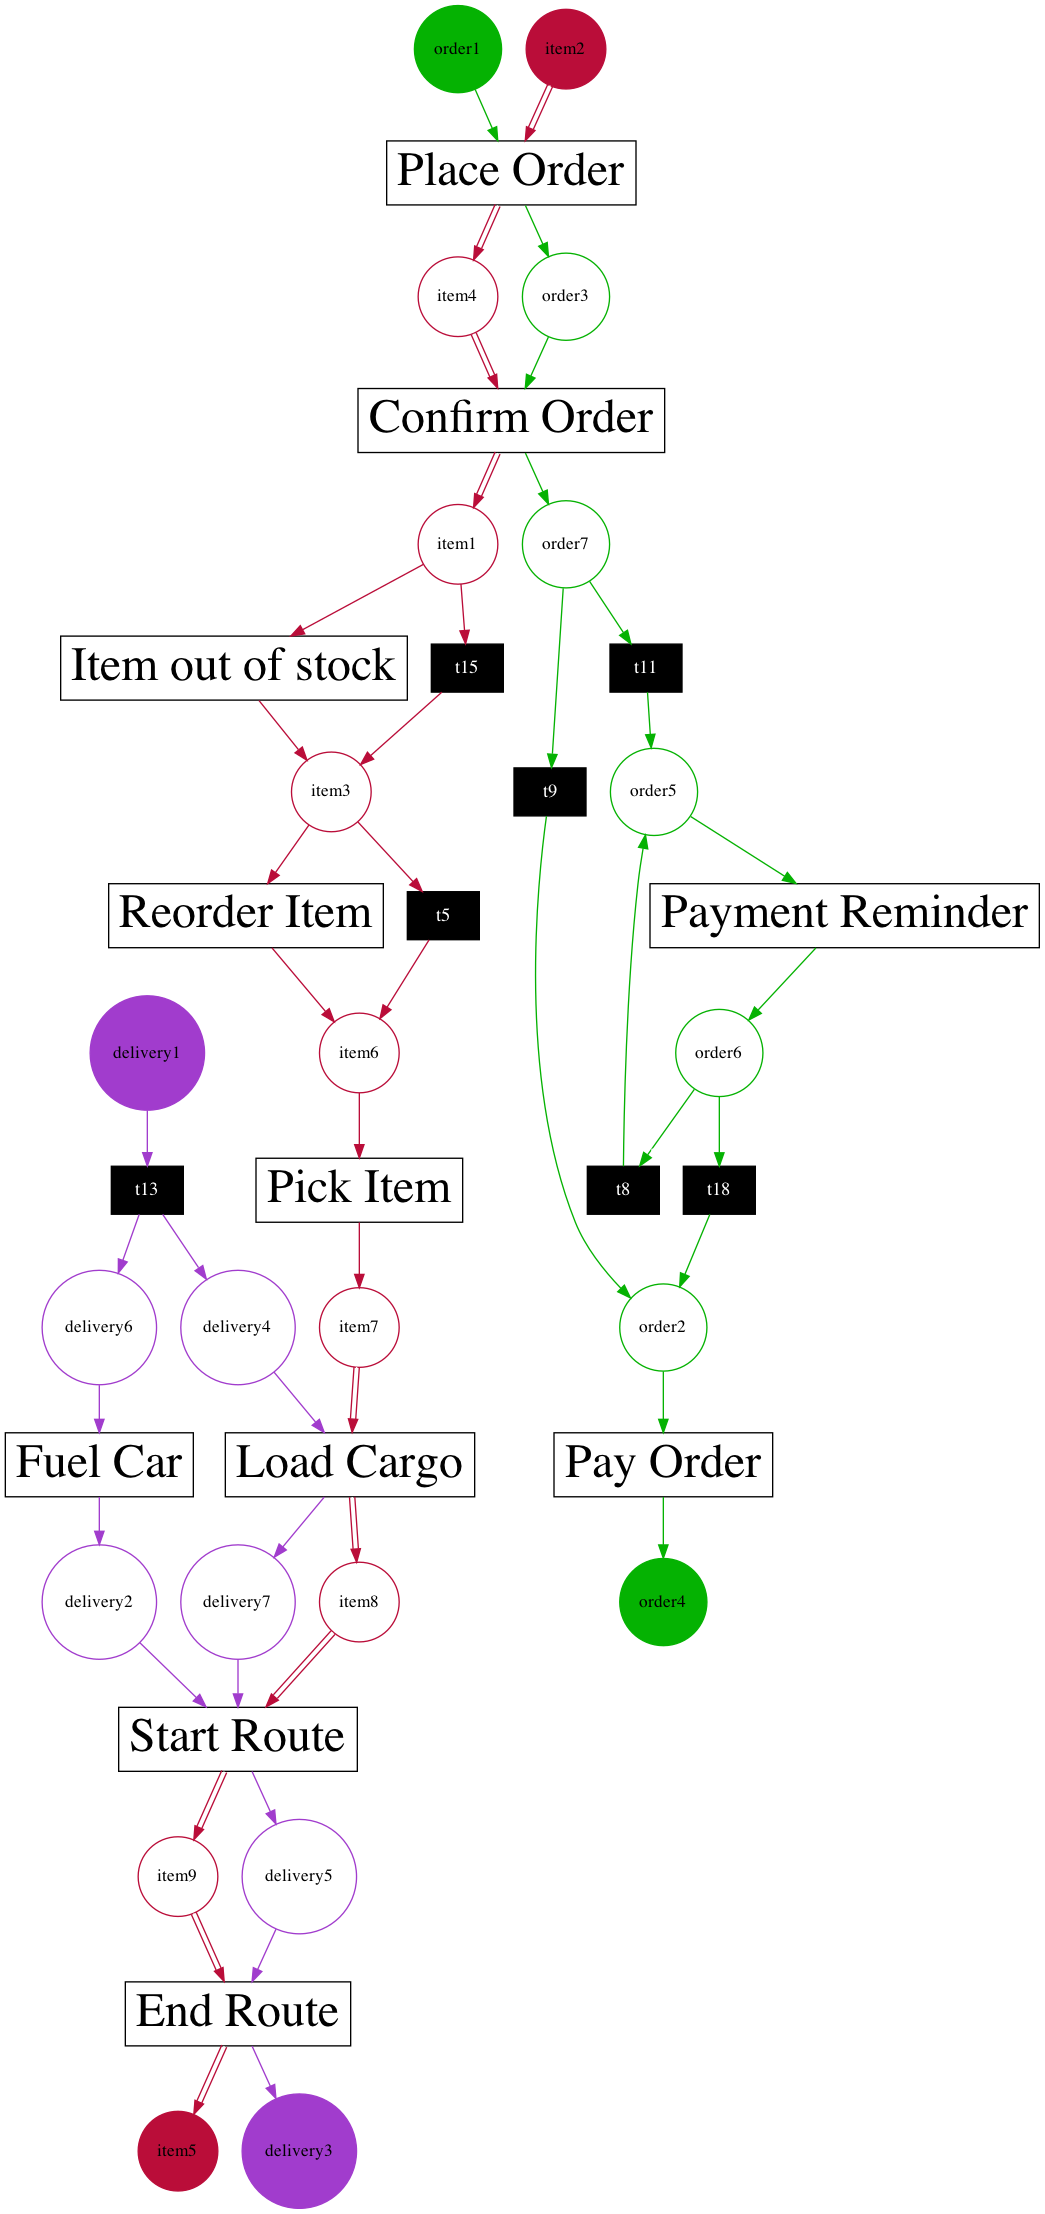 order1
item2
Place Order
item4
order3
Confirm Order
item1
order7
Item out of stock
t15
t11
item3
t9
order5
Reorder Item
t5
Payment Reminder
delivery1
item6
order6
t13
Pick Item
t8
t18
delivery6
delivery4
item7
order2
Fuel Car
Load Cargo
Pay Order
delivery2
delivery7
item8
order4
Start Route
item9
delivery5
End Route
item5
delivery3